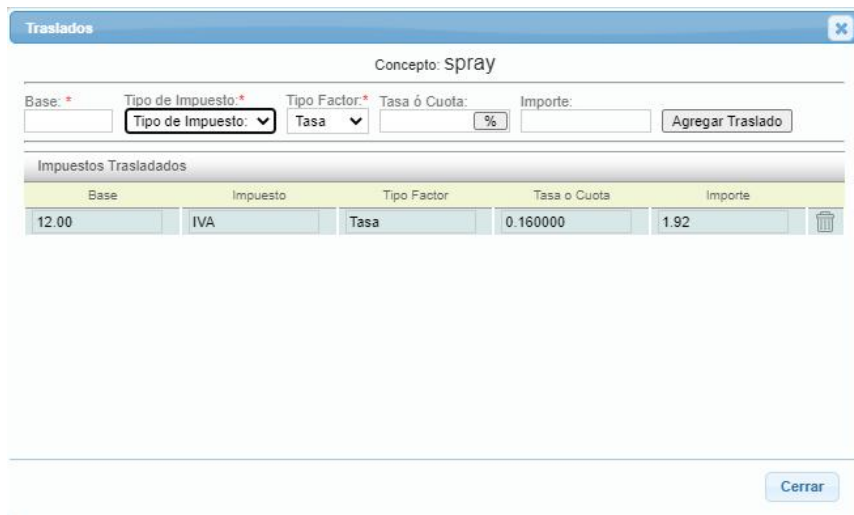 Traslados
Concepto: spray
Base: * Tipo de Impuesto:* Tipo Factor:* Tasa ó Cuota: Importe:
Tipo de Impuesto: Tasa % Agregar Traslado
Impuestos Trasladados
Base Impuesto Tipo Factor Tasa o Cuota Importe
12.00 IVA Tasa 0.160000 1.92
Cerrar